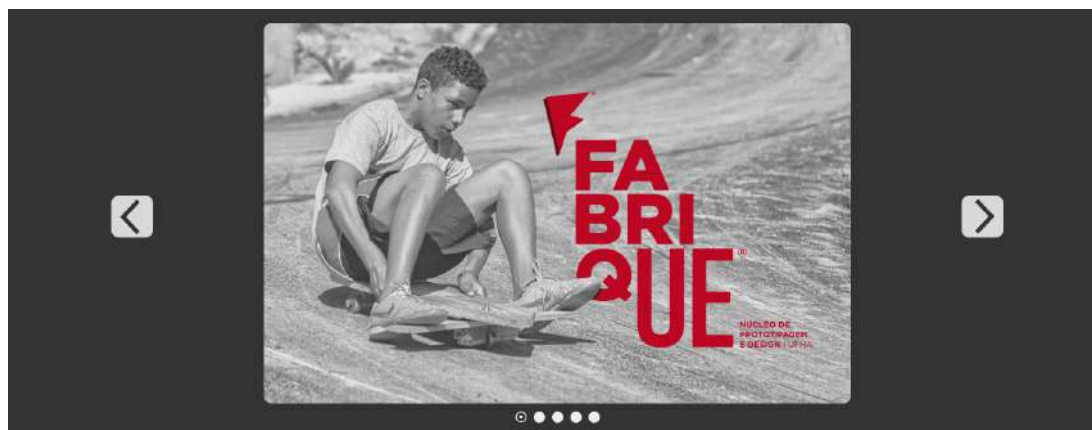 FA
BRI
QUE
NÚCLEO DE
PROTOTIPAGEM
E DESIGN | UFMA